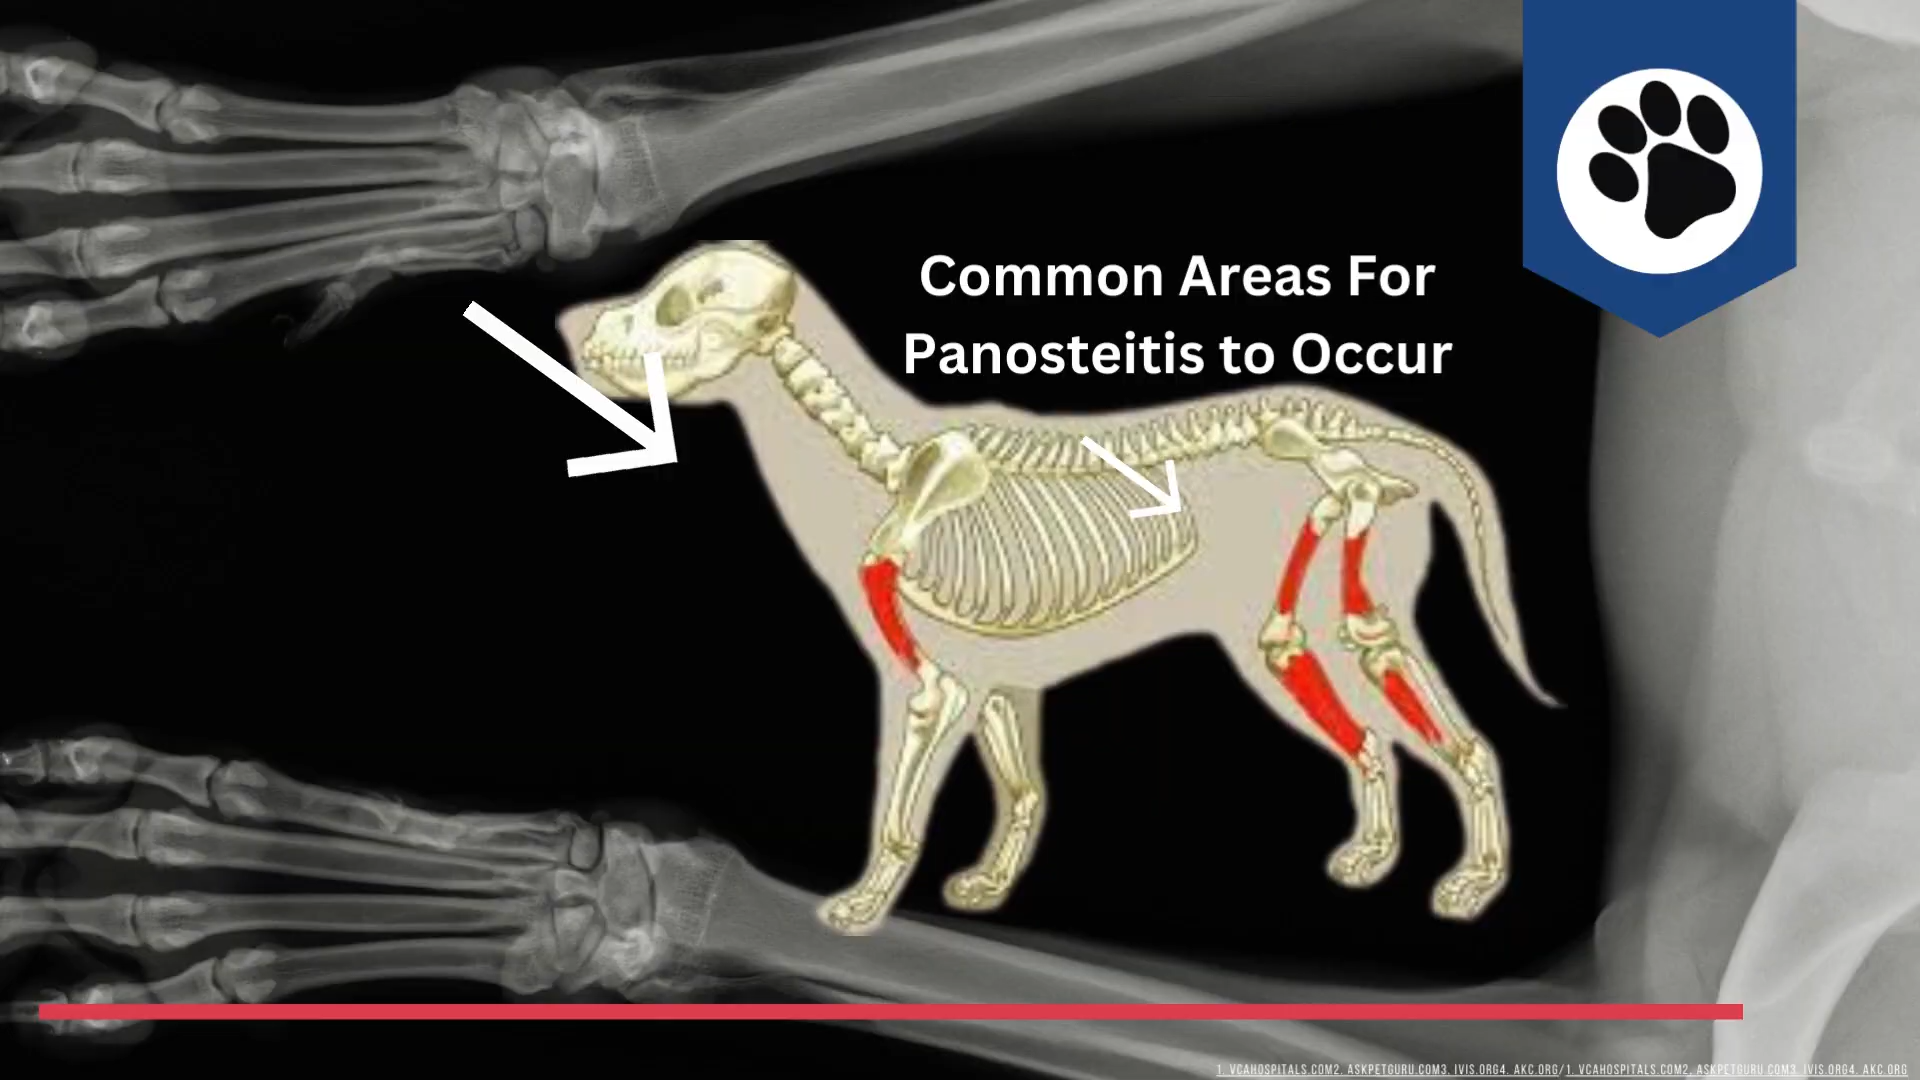 Common Areas For
Panosteitis to Occur
1. VCAHOSPITALS.COM2. ASKPETGURU.COM3. IVIS.ORG4. AKC.ORG/1. VCAHOSPITALS.COM2. ASKPETGURU.COM3. IVIS.ORG4. AKC.ORG